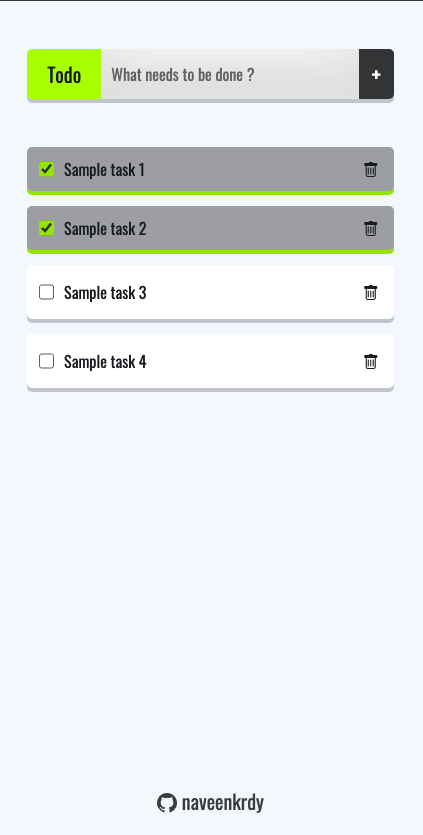 Todo What needs to be done ? +
Sample task 1
Sample task 2
Sample task 3
Sample task 4
naveenkrdy